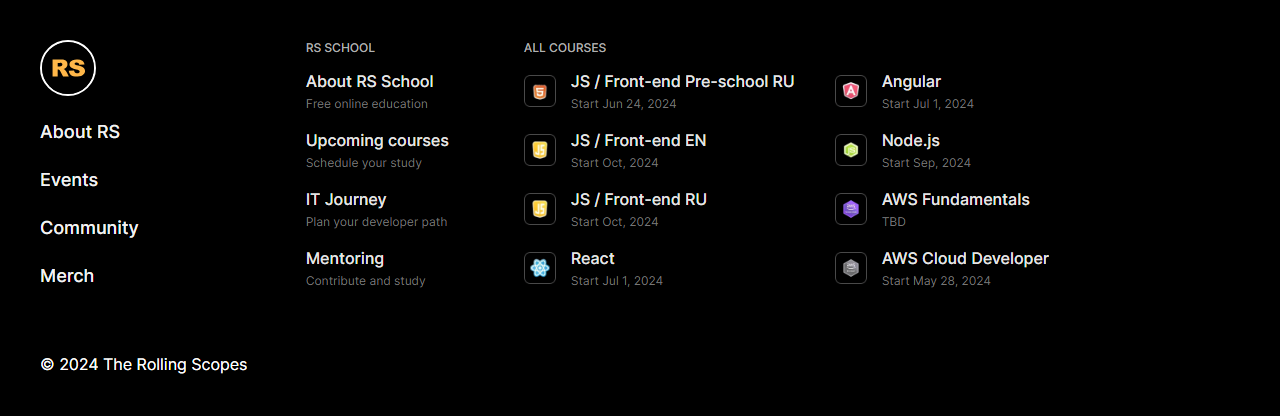 RS
About RS
Events
Community
Merch
RS SCHOOL
About RS School
Free online education
Upcoming courses
Schedule your study
IT Journey
Plan your developer path
Mentoring
Contribute and study
ALL COURSES
JS / Front-end Pre-school RU
Start Jun 24, 2024
JS / Front-end EN
Start Oct, 2024
JS / Front-end RU
Start Oct, 2024
React
Start Jul 1, 2024
Angular
Start Jul 1, 2024
Node.js
Start Sep, 2024
AWS Fundamentals
TBD
AWS Cloud Developer
Start May 28, 2024
© 2024 The Rolling Scopes